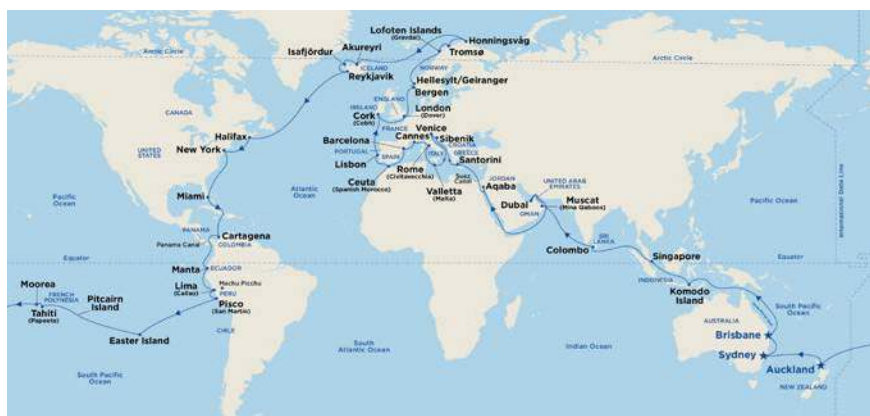 Lofoten Islands
(Gravdal)
Honningsvåg
Tromsø
Akureyri
Isafjördur
Arctic Circle
ICELAND
Reykjavik
NORWAY
Arctic Circle
Hellesylt/Geiranger
Bergen
ENGLAND
IRELAND
London
(Dover)
Cork
(Cobh)
CANADA
Halifax
New York
UNITED
STATES
FRANCE
Venice
Sibenik
CROATIA
Cannes
Barcelona
PORTUGAL
SPAIN
ITALY
GREECE
Santorini
Lisbon
Rome
(Civitavecchia)
Ceuta
(Spanish Morocco)
Valletta
(Malta)
Suez
Canal
JORDAN
Aqaba
UNITED ARAB
EMIRATES
Dubai
Muscat
(Mina Qaboos)
OMAN
Pacific
Ocean
Atlantic
Ocean
Miami
Pacific
Ocean
International Date Line
PANAMA
Panama Canal
Cartagena
COLOMBIA
SRI
LANKA
Colombo
Singapore
Equator
Equator
Manta
ECUADOR
INDONESIA
Komodo
Island
Lima
(Callao)
Machu Picchu
PERU
Pisco
(San Martin)
Moorea
FRENCH
POLYNESIA
Pitcairn
Island
Tahiti
(Papeete)
Easter Island
CHILE
South Pacific
Ocean
AUSTRALIA
Brisbane
Sydney
Auckland
NEW ZEALAND
South
Atlantic Ocean
Indian Ocean
South Pacific
Ocean